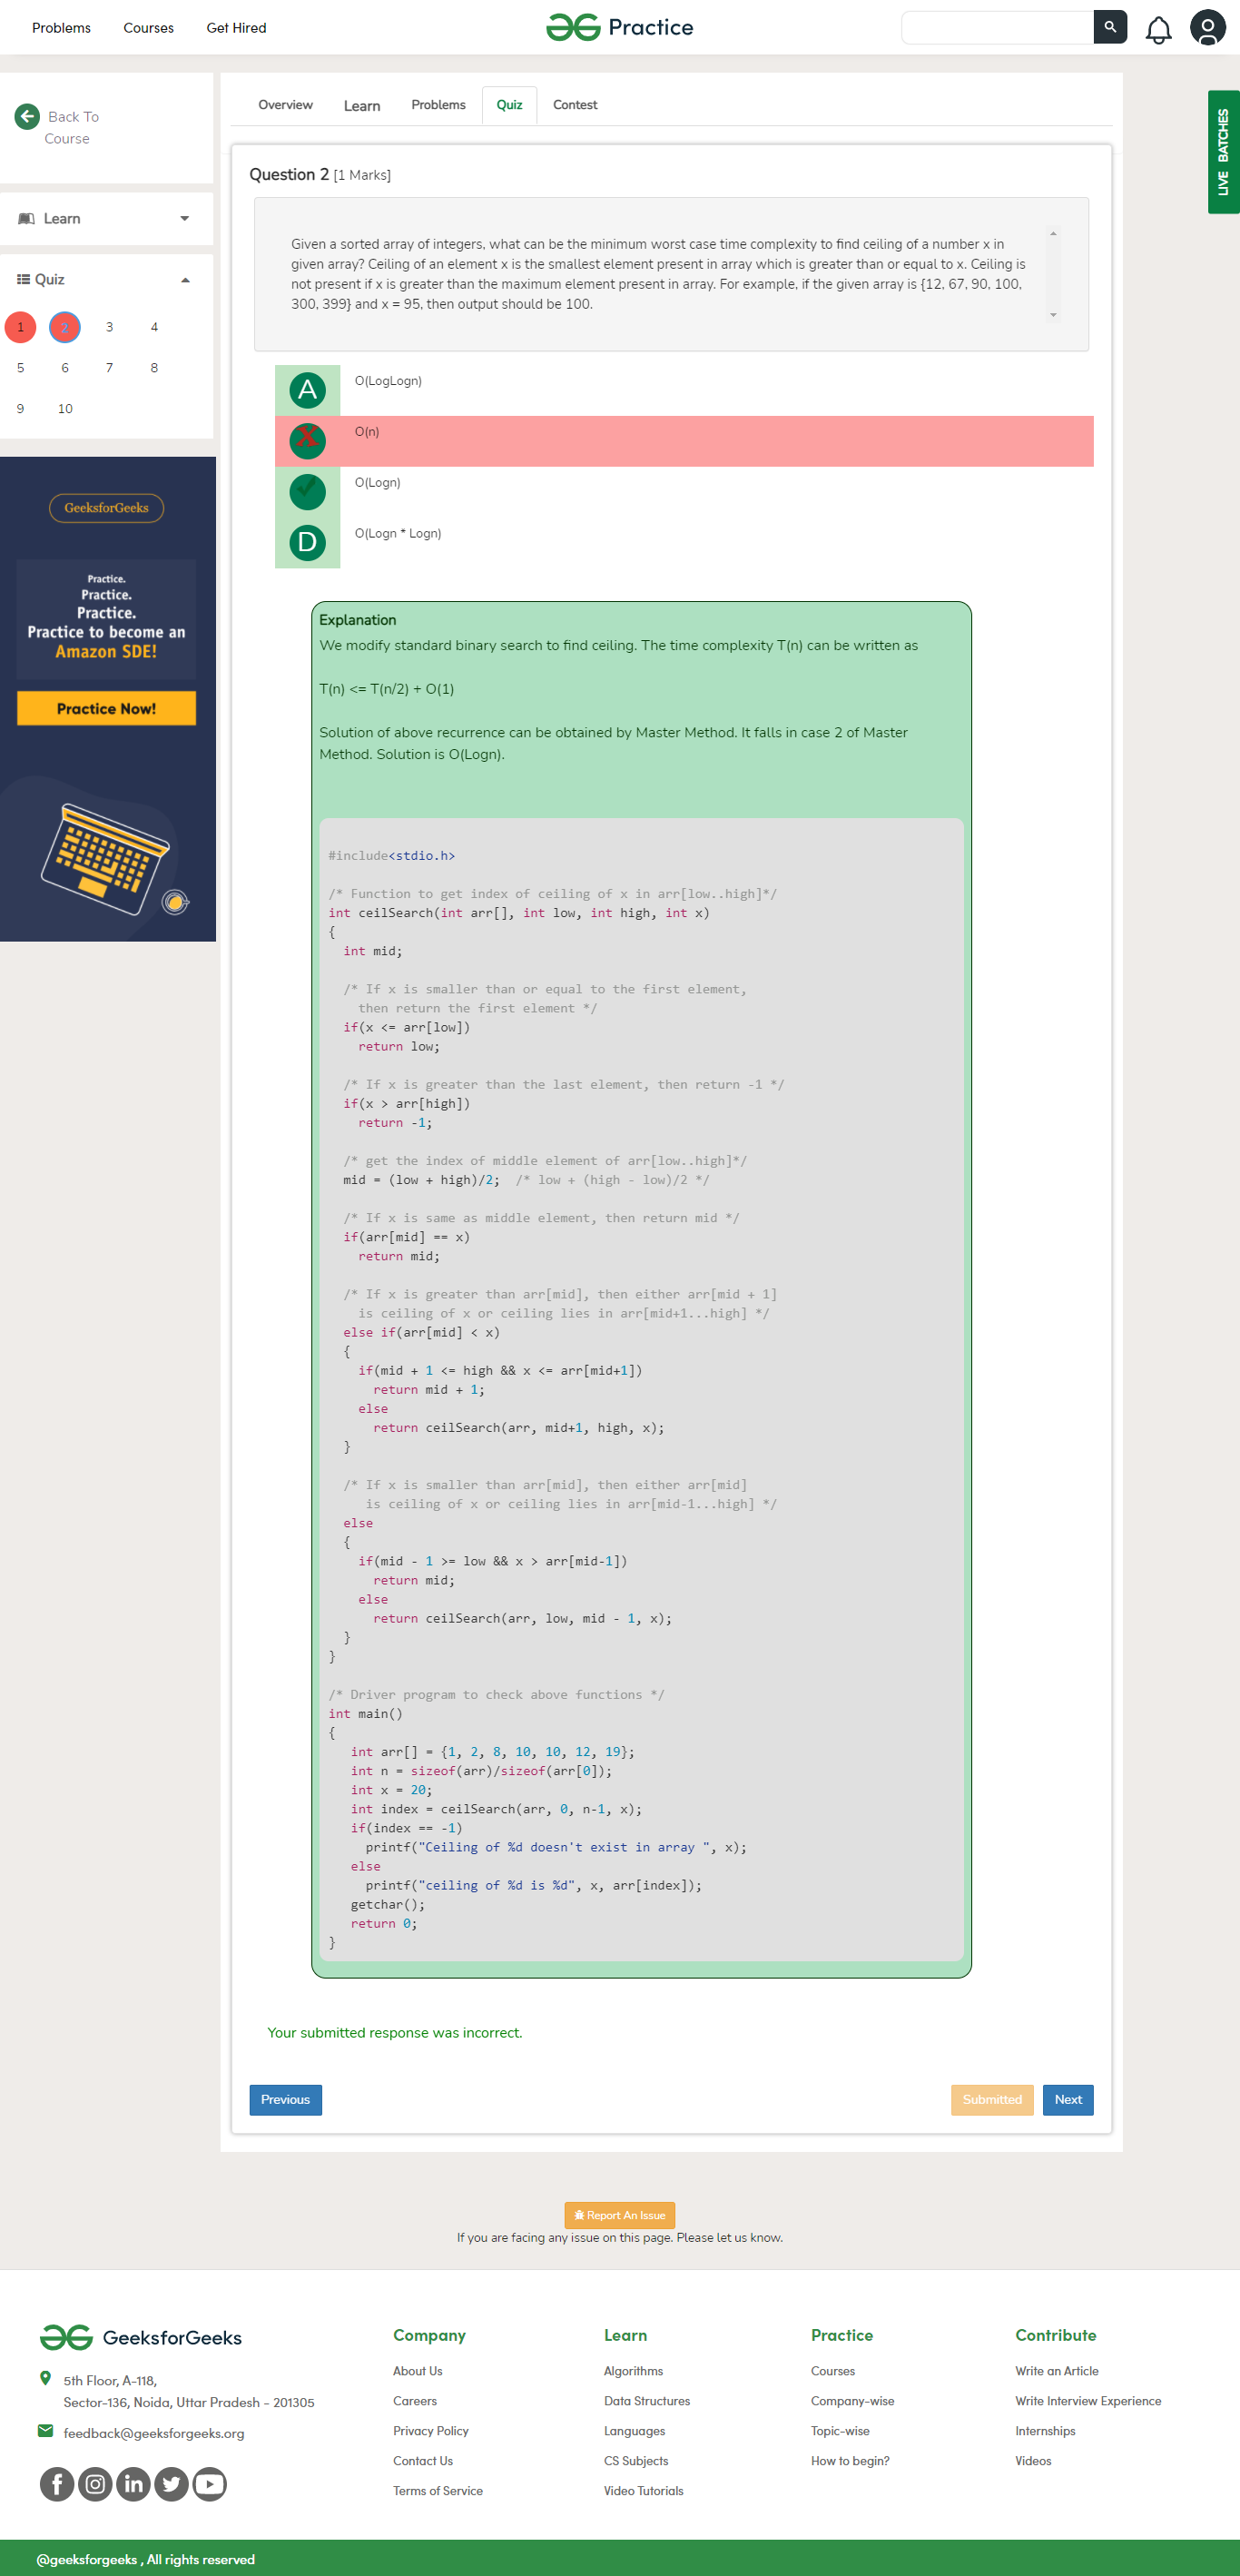 Problems
Courses
Get Hired
Practice
Back To
Course
Learn
Quiz
1 2 3 4
5 6 7 8
9 10
GeeksforGeeks
Practice.
Practice.
Practice.
Practice to become an
Amazon SDE!
Practice Now!
Overview
Learn
Problems
Quiz
Contest
LIVE BATCHES
Question 2 [1 Marks]
Given a sorted array of integers, what can be the minimum worst case time complexity to find ceiling of a number x in
given array? Ceiling of an element x is the smallest element present in array which is greater than or equal to x. Ceiling is
not present if x is greater than the maximum element present in array. For example, if the given array is {12, 67, 90, 100,
300, 399} and x = 95, then output should be 100.
A O(LogLogn)
X O(n)
O(Logn)
D O(Logn * Logn)
Explanation
We modify standard binary search to find ceiling. The time complexity T(n) can be written as
T(n) <= T(n/2) + O(1)
Solution of above recurrence can be obtained by Master Method. It falls in case 2 of Master
Method. Solution is O(Logn).
#include<stdio.h>
/* Function to get index of ceiling of x in arr[low..high]*/
int ceilSearch(int arr[], int low, int high, int x)
{
  int mid;
  /* If x is smaller than or equal to the first element,
    then return the first element */
  if(x <= arr[low])
    return low;
  /* If x is greater than the last element, then return -1 */
  if(x > arr[high])
    return -1;
  /* get the index of middle element of arr[low..high]*/
  mid = (low + high)/2;  /* low + (high - low)/2 */
  /* If x is same as middle element, then return mid */
  if(arr[mid] == x)
    return mid;
  /* If x is greater than arr[mid], then either arr[mid + 1]
    is ceiling of x or ceiling lies in arr[mid+1...high] */
  else if(arr[mid] < x)
  {
    if(mid + 1 <= high && x <= arr[mid+1])
      return mid + 1;
    else
      return ceilSearch(arr, mid+1, high, x);
  }
  /* If x is smaller than arr[mid], then either arr[mid]
     is ceiling of x or ceiling lies in arr[mid-1...high] */
  else
  {
    if(mid - 1 >= low && x > arr[mid-1])
      return mid;
    else
      return ceilSearch(arr, low, mid - 1, x);
  }
}
/* Driver program to check above functions */
int main()
{
   int arr[] = {1, 2, 8, 10, 10, 12, 19};
   int n = sizeof(arr)/sizeof(arr[0]);
   int x = 20;
   int index = ceilSearch(arr, 0, n-1, x);
   if(index == -1)
     printf("Ceiling of %d doesn't exist in array ", x);
   else
     printf("ceiling of %d is %d", x, arr[index]);
   getchar();
   return 0;
}
Your submitted response was incorrect.
Previous
Submitted
Next
Report An Issue
If you are facing any issue on this page. Please let us know.
GeeksforGeeks
5th Floor, A-118,
Sector-136, Noida, Uttar Pradesh - 201305
feedback@geeksforgeeks.org
Company
About Us
Careers
Privacy Policy
Contact Us
Terms of Service
Learn
Algorithms
Data Structures
Languages
CS Subjects
Video Tutorials
Practice
Courses
Company-wise
Topic-wise
How to begin?
Contribute
Write an Article
Write Interview Experience
Internships
Videos
@geeksforgeeks , All rights reserved